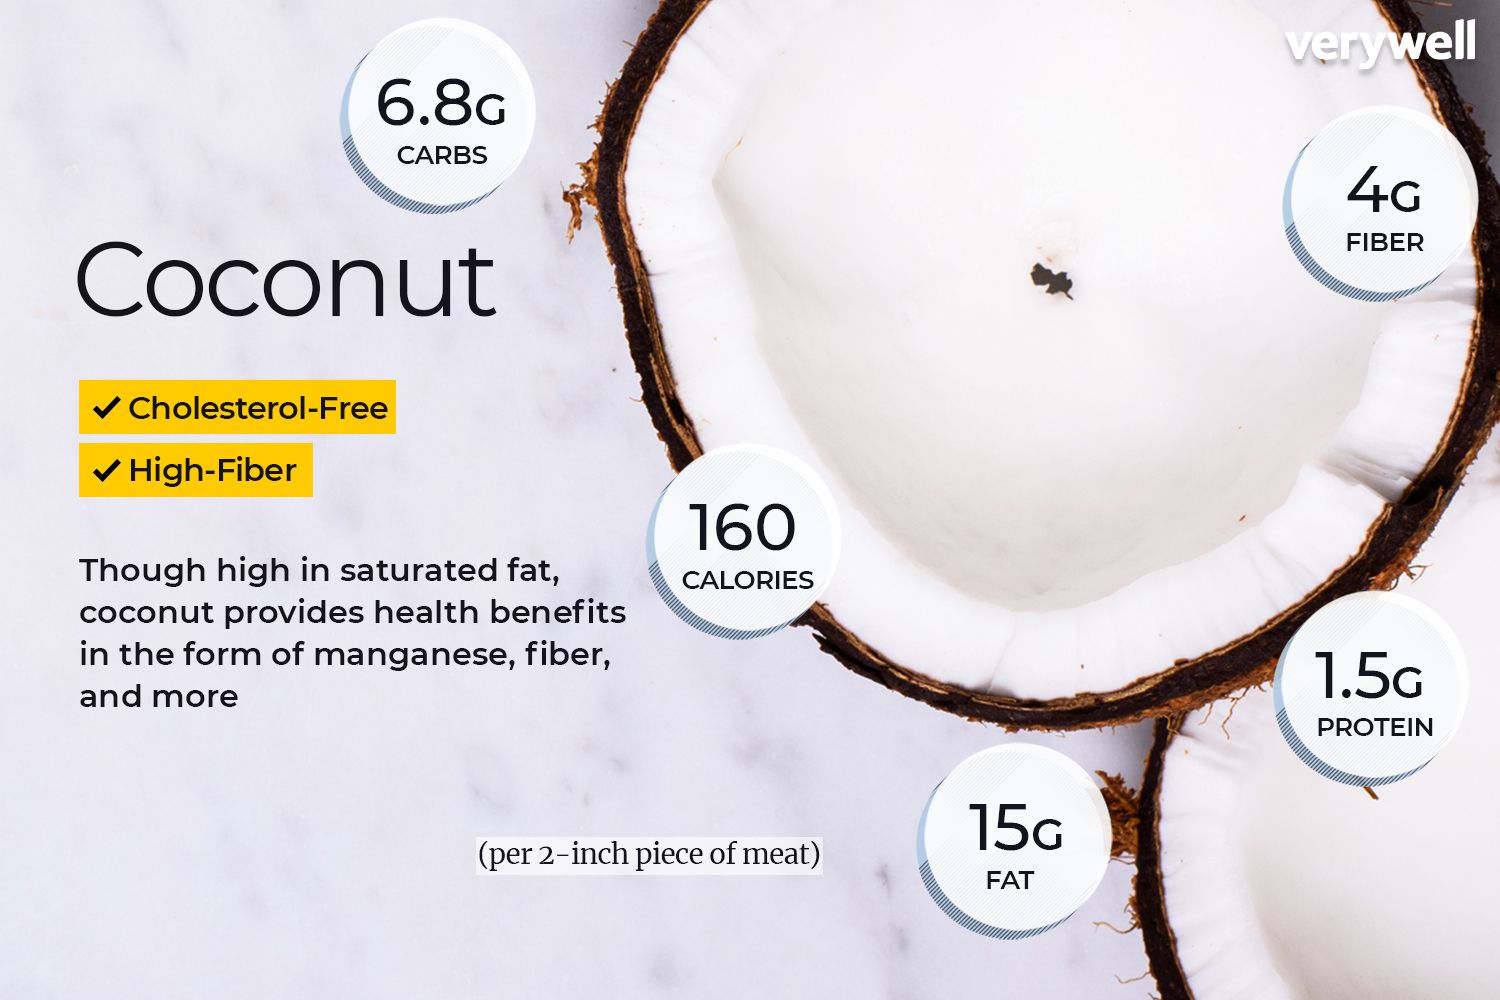 verywell
6.8G
CARBS
4G
FIBER
Coconut
Cholesterol-Free
High-Fiber
160
CALORIES
Though high in saturated fat,
coconut provides health benefits
in the form of manganese, fiber,
and more
1.5G
PROTEIN
15G
FAT
(per 2-inch piece of meat)